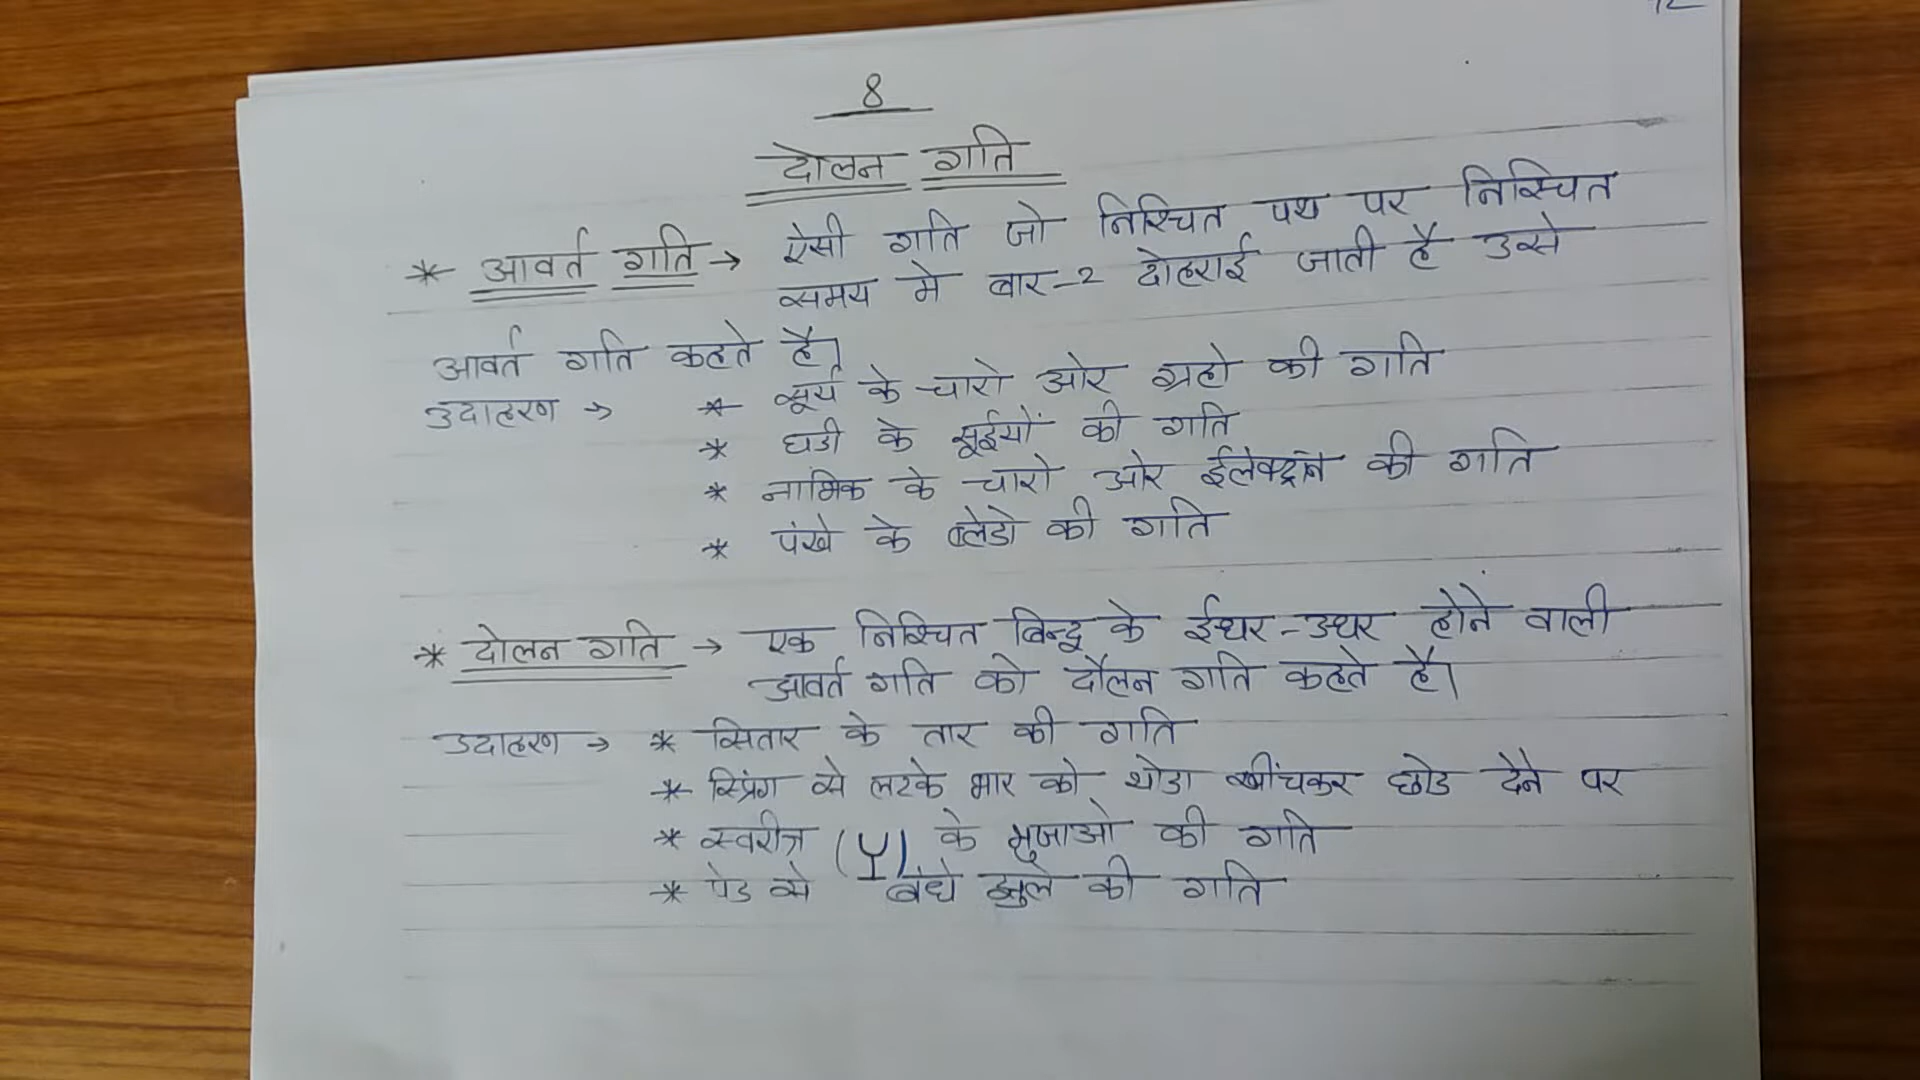 8
दोलन गति
* आवर्त गति → ऐसी गति जो निश्चित पथ पर निश्चित
समय मे बार-2 दोहराई जाती है उसे
आवर्त गति कहते है।
उदाहरण → * सूर्य के चारो ओर ग्रहो की गति
* घडी के सूईयों की गति
* नाभिक के चारो ओर ईलेक्ट्रान की गति
* पंखे के ब्लेडो की गति
* दोलन गति → एक निश्चित बिन्दू के ईधर-उधर होने वाली
आवर्त गति को दौलन गति कहते है।
उदाहरण → * सितार के तार की गति
* स्प्रिंग से लटके भार को थोडा खींचकर छोड देने पर
* स्वरीत्र (Y) के भुजाओ की गति
* पेड से बंधे झुले की गति